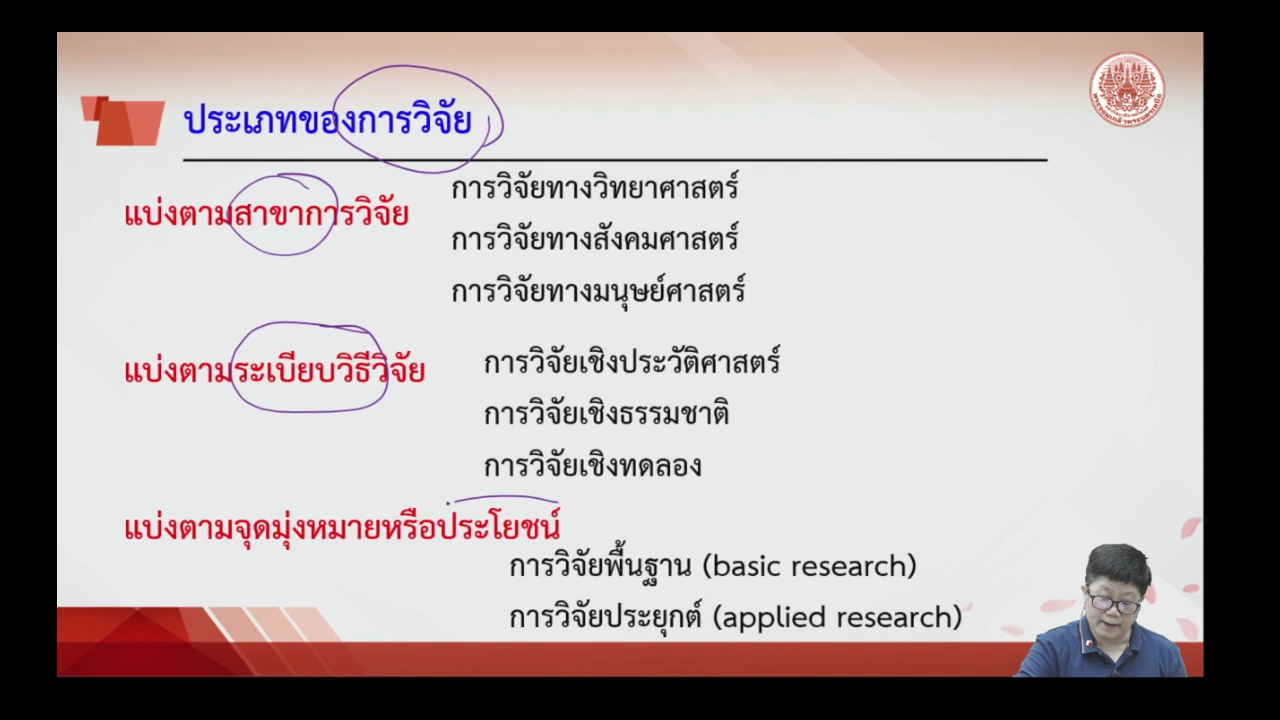 ประเภทของการวิจัย
แบ่งตามสาขาการวิจัย
การวิจัยทางวิทยาศาสตร์
การวิจัยทางสังคมศาสตร์
การวิจัยทางมนุษย์ศาสตร์
แบ่งตามระเบียบวิธีวิจัย
การวิจัยเชิงประวัติศาสตร์
การวิจัยเชิงธรรมชาติ
การวิจัยเชิงทดลอง
แบ่งตามจุดมุ่งหมายหรือประโยชน์
การวิจัยพื้นฐาน (basic research)
การวิจัยประยุกต์ (applied research)